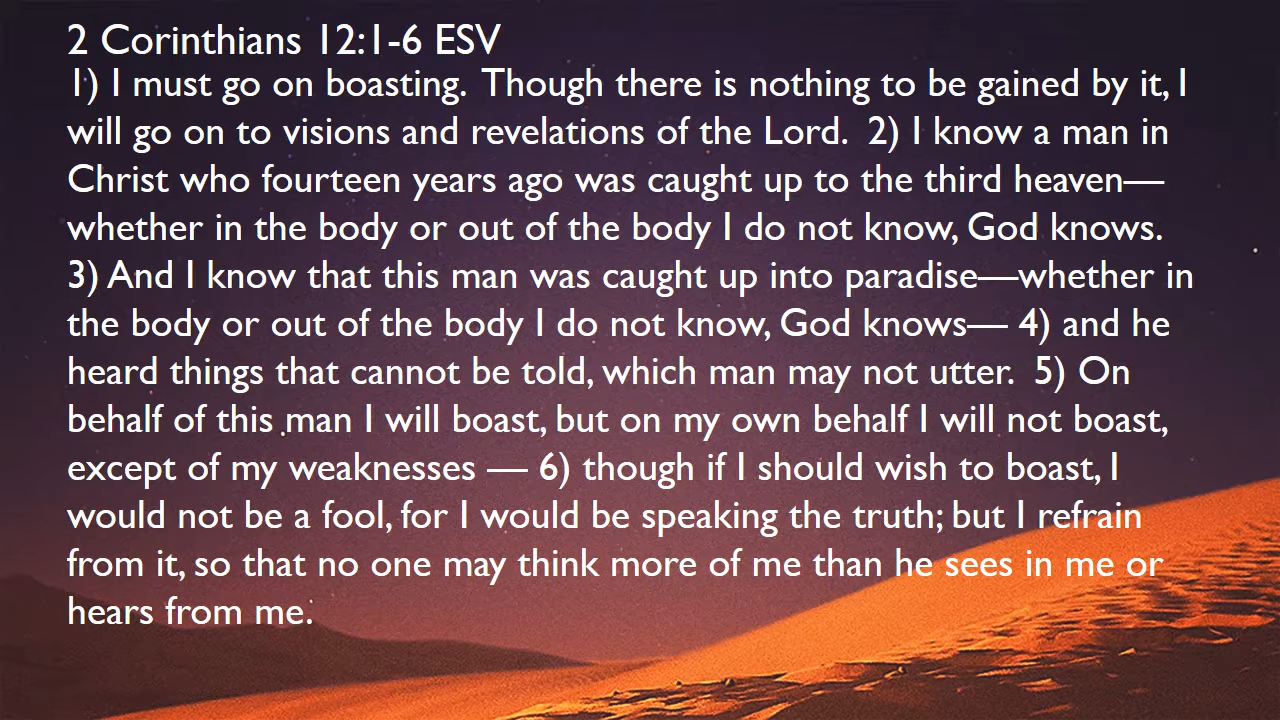 2 Corinthians 12:1-6 ESV
1) I must go on boasting. Though there is nothing to be gained by it, I
will go on to visions and revelations of the Lord. 2) I know a man in
Christ who fourteen years ago was caught up to the third heaven—
whether in the body or out of the body I do not know, God knows.
3) And I know that this man was caught up into paradise—whether in
the body or out of the body I do not know, God knows— 4) and he
heard things that cannot be told, which man may not utter. 5) On
behalf of this man I will boast, but on my own behalf I will not boast,
except of my weaknesses — 6) though if I should wish to boast, I
would not be a fool, for I would be speaking the truth; but I refrain
from it, so that no one may think more of me than he sees in me or
hears from me.